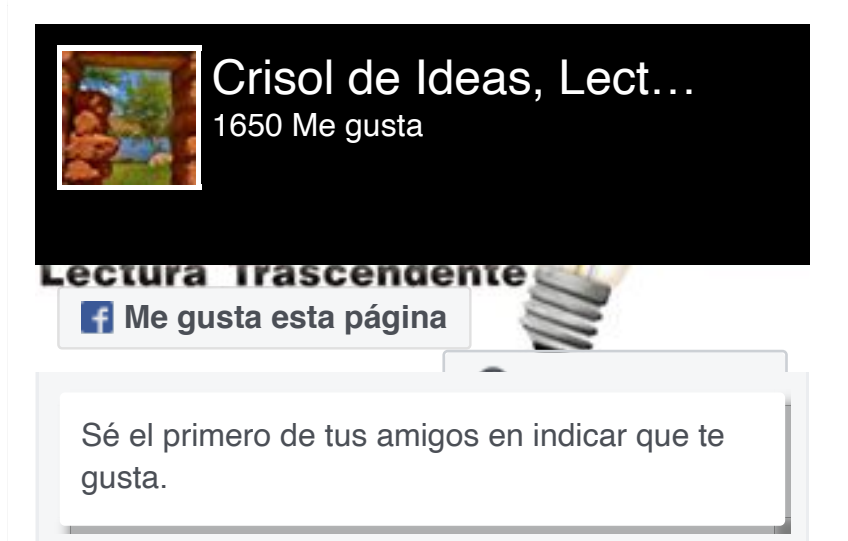 Crisol de Ideas, Lect...
1650 Me gusta
Lectura Trascendente
Me gusta esta página
Sé el primero de tus amigos en indicar que te
gusta.